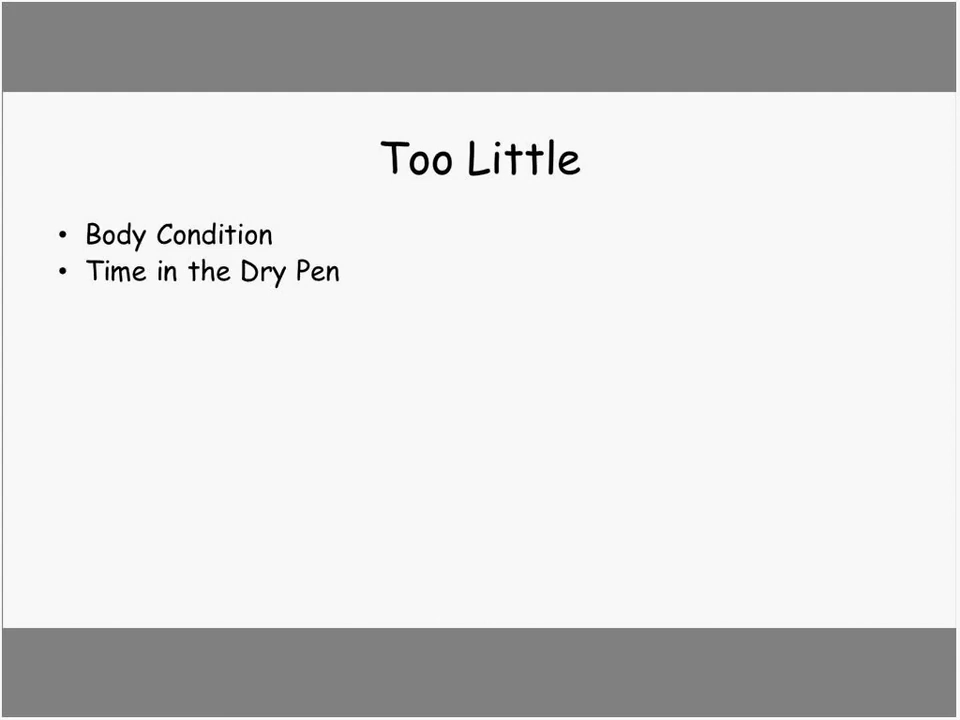 Too Little
• Body Condition
• Time in the Dry Pen